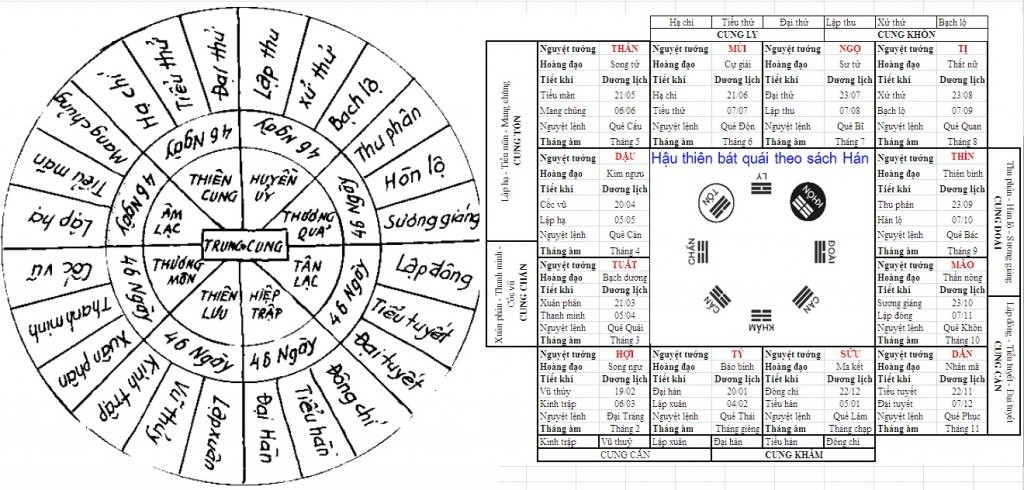 Lập hạ
Tiểu mãn
Mang chủng
Hạ chí
Tiểu thử
Đại thử
Lập thu
xử thử
Bạch lộ
Thu phân
Hàn lộ
Sương giáng
Lập đông
Tiểu tuyết
Đại tuyết
Đông chí
Tiểu hàn
Đại Hàn
Lập xuân
Vũ thủy
Kinh trập
Xuân phân
Thanh minh
Cốc vũ
46 Ngày
46 Ngày
46 Ngày
46 Ngày
46 Ngày
46 Ngày
46 Ngày
46 Ngày
THIÊN CUNG
HUYỀN ỦY
THƯƠNG QUẢ
TÂN LẠC
HIỆP TRẬP
THIÊN LƯU
THƯƠNG MÔN
ÂM LẠC
TRUNG CUNG
Hạ chí Tiểu thử Đại thử Lập thu Xử thử Bạch lộ
CUNG LY CUNG KHÔN
Nguyệt tướng THÂN Nguyệt tướng MÙI Nguyệt tướng NGỌ Nguyệt tướng TỊ
Hoàng đạo Song tử Hoàng đạo Cự giải Hoàng đạo Sư tử Hoàng đạo Thất nữ
Tiết khí Dương lịch Tiết khí Dương lịch Tiết khí Dương lịch Tiết khí Dương lịch
Tiểu mãn 21/05 Hạ chi 21/06 Đại thử 23/07 Xử thử 23/08
Mang chủng 06/06 Tiểu thử 07/07 Lập thu 07/08 Bạch lộ 07/09
Nguyệt lệnh Quẻ Cấu Nguyệt lệnh Quẻ Độn Nguyệt lệnh Quẻ Bĩ Nguyệt lệnh Quẻ Quan
Tháng âm Tháng 5 Tháng âm Tháng 6 Tháng âm Tháng 7 Tháng âm Tháng 8
Lập hạ - Tiểu mãn - Mang chủng
CUNG TỐN
Nguyệt tướng DẬU
Hoàng đạo Kim ngưu
Tiết khí Dương lịch
Cốc vũ 20/04
Lập hạ 05/05
Nguyệt lệnh Quẻ Cân
Tháng âm Tháng 4
Hậu thiên bát quái theo sách Hán
LY
TỐN
KHÔN
CHẤN
ĐOÀI
CẤN
CÀN
KHẢM
Nguyệt tướng THÌN
Hoàng đạo Thiên bình
Tiết khí Dương lịch
Thu phân 23/09
Hàn lộ 07/10
Nguyệt lệnh Quẻ Bác
Tháng âm Tháng 9
Thu phân - Hàn lô - Sương giáng
CUNG ĐOÀI
Xuân phân - Thanh minh -
Cốc vũ
CUNG CHẤN
Nguyệt tướng TUẤT
Hoàng đạo Bạch dương
Tiết khí Dương lịch
Xuân phân 21/03
Thanh minh 05/04
Nguyệt lệnh Quẻ Quải
Tháng âm Tháng 3
Nguyệt tướng MÃO
Hoàng đạo Thần nông
Tiết khí Dương lịch
Sương giáng 23/10
Lập đông 07/11
Nguyệt lệnh Quẻ Khôn
Tháng âm Tháng 10
Lập đông - Tiểu tuyết - Đại tuyết
CUNG CÀN
Nguyệt tướng HỢI Nguyệt tướng TÝ Nguyệt tướng SỬU Nguyệt tướng DẦN
Hoàng đạo Song ngư Hoàng đạo Bảo bình Hoàng đạo Ma kết Hoàng đạo Nhân mã
Tiết khí Dương lịch Tiết khí Dương lịch Tiết khí Dương lịch Tiết khí Dương lịch
Vũ thủy 19/02 Đại hàn 20/01 Đông chí 22/12 Tiểu tuyết 22/11
Kinh trập 06/03 Lập xuân 04/02 Tiểu hàn 05/01 Đại tuyết 07/12
Nguyệt lệnh Đại Tráng Nguyệt lệnh Quẻ Thái Nguyệt lệnh Quẻ Lâm Nguyệt lệnh Quẻ Phục
Tháng âm Tháng 2 Tháng âm Tháng giêng Tháng âm Tháng chạp Tháng âm Tháng 11
Kinh trập Vũ thuỷ Lập xuân Đại hàn Tiểu hàn Đông chí
CUNG CẤN CUNG KHẢM